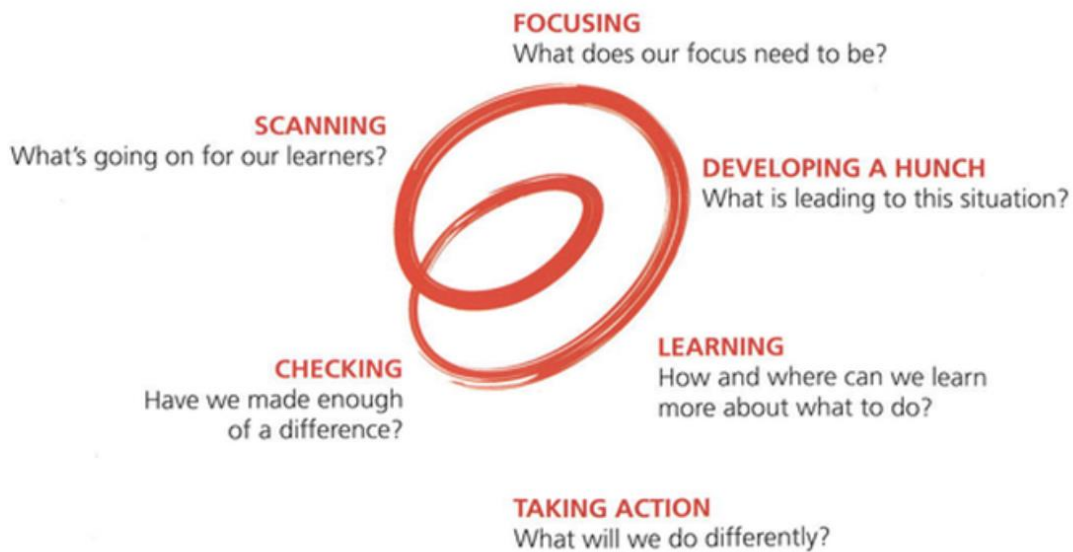 FOCUSING
What does our focus need to be?
SCANNING
What's going on for our learners?
DEVELOPING A HUNCH
What is leading to this situation?
LEARNING
How and where can we learn
more about what to do?
CHECKING
Have we made enough
of a difference?
TAKING ACTION
What will we do differently?